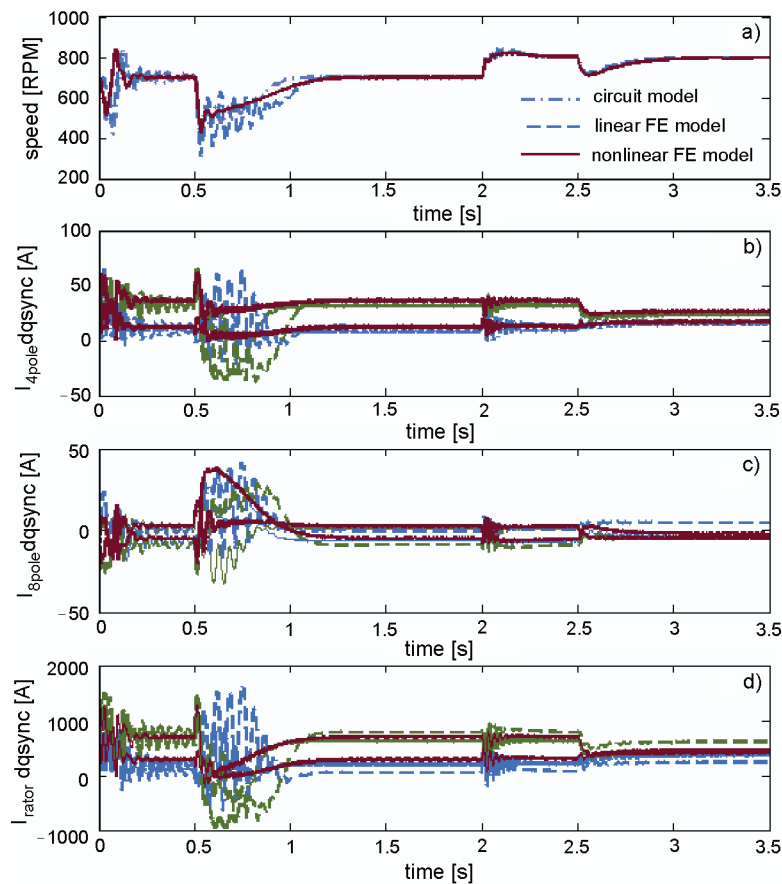 1000
800
600
400
200
speed [RPM]
a)
circuit model
linear FE model
nonlinear FE model
0 0.5 1 1.5 2 2.5 3 3.5
time [s]
100
50
0
-50
I4poledqsync [A]
b)
0 0.5 1 1.5 2 2.5 3 3.5
time [s]
50
0
-50
I8poledqsync [A]
c)
0 0.5 1 1.5 2 2.5 3 3.5
time [s]
2000
1000
0
-1000
Irator dqsync [A]
d)
0 0.5 1 1.5 2 2.5 3 3.5
time [s]